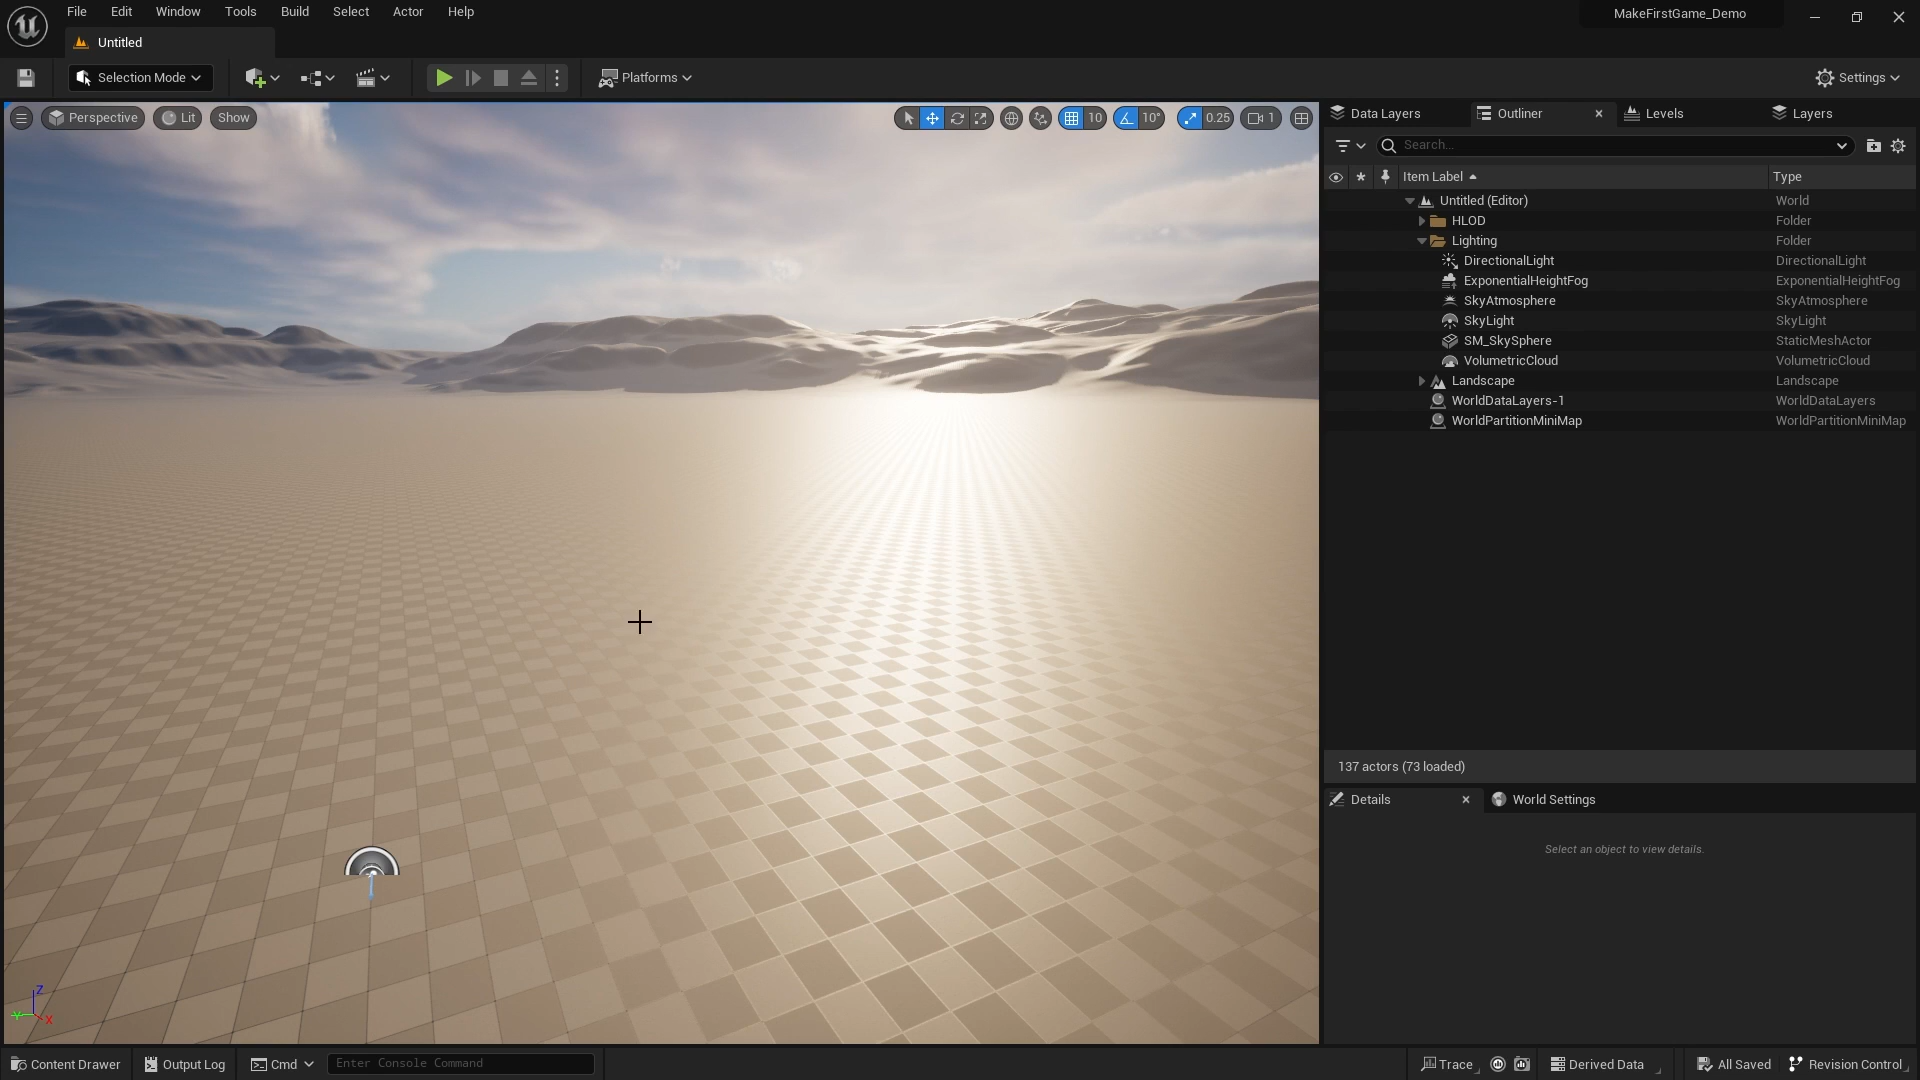 File Edit Window Tools Build Select Actor Help
MakeFirstGame_Demo
Untitled
Selection Mode
Platforms
Settings
Perspective Lit Show
10 10° 0.25 1
Data Layers Outliner Levels Layers
Search...
Item Label Type
Untitled (Editor) World
HLOD Folder
Lighting Folder
DirectionalLight DirectionalLight
ExponentialHeightFog ExponentialHeightFog
SkyAtmosphere SkyAtmosphere
SkyLight SkyLight
SM_SkySphere StaticMeshActor
VolumetricCloud VolumetricCloud
Landscape Landscape
WorldDataLayers-1 WorldDataLayers
WorldPartitionMiniMap WorldPartitionMiniMap
137 actors (73 loaded)
Details World Settings
Select an object to view details.
Z
Y X
Content Drawer Output Log Cmd Enter Console Command
Trace Derived Data All Saved Revision Control